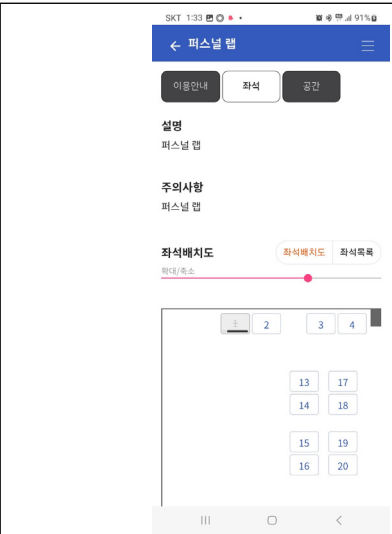 SKT 1:33
91%
퍼스널 랩
이용안내 좌석 공간
설명
퍼스널 랩
주의사항
퍼스널 랩
좌석배치도 좌석배치도 좌석목록
확대/축소
2 3 4
13 17
14 18
15 19
16 20